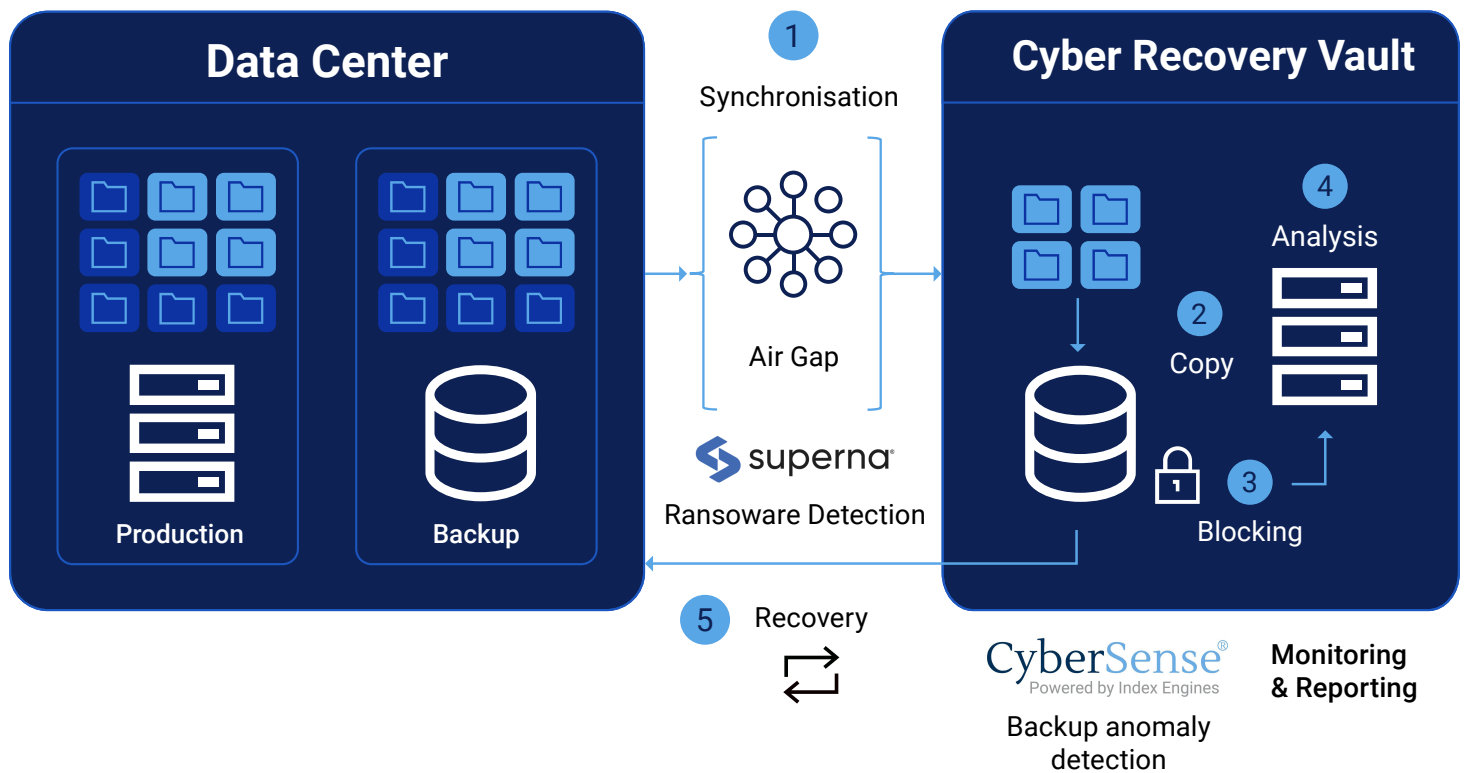 Data Center
Production
Backup
1
Synchronisation
Air Gap
superna®
Ransoware Detection
5
Recovery
Cyber Recovery Vault
2
Copy
1
3
Blocking
4
Analysis
CyberSense®
Powered by Index Engines
Backup anomaly
detection
Monitoring
& Reporting